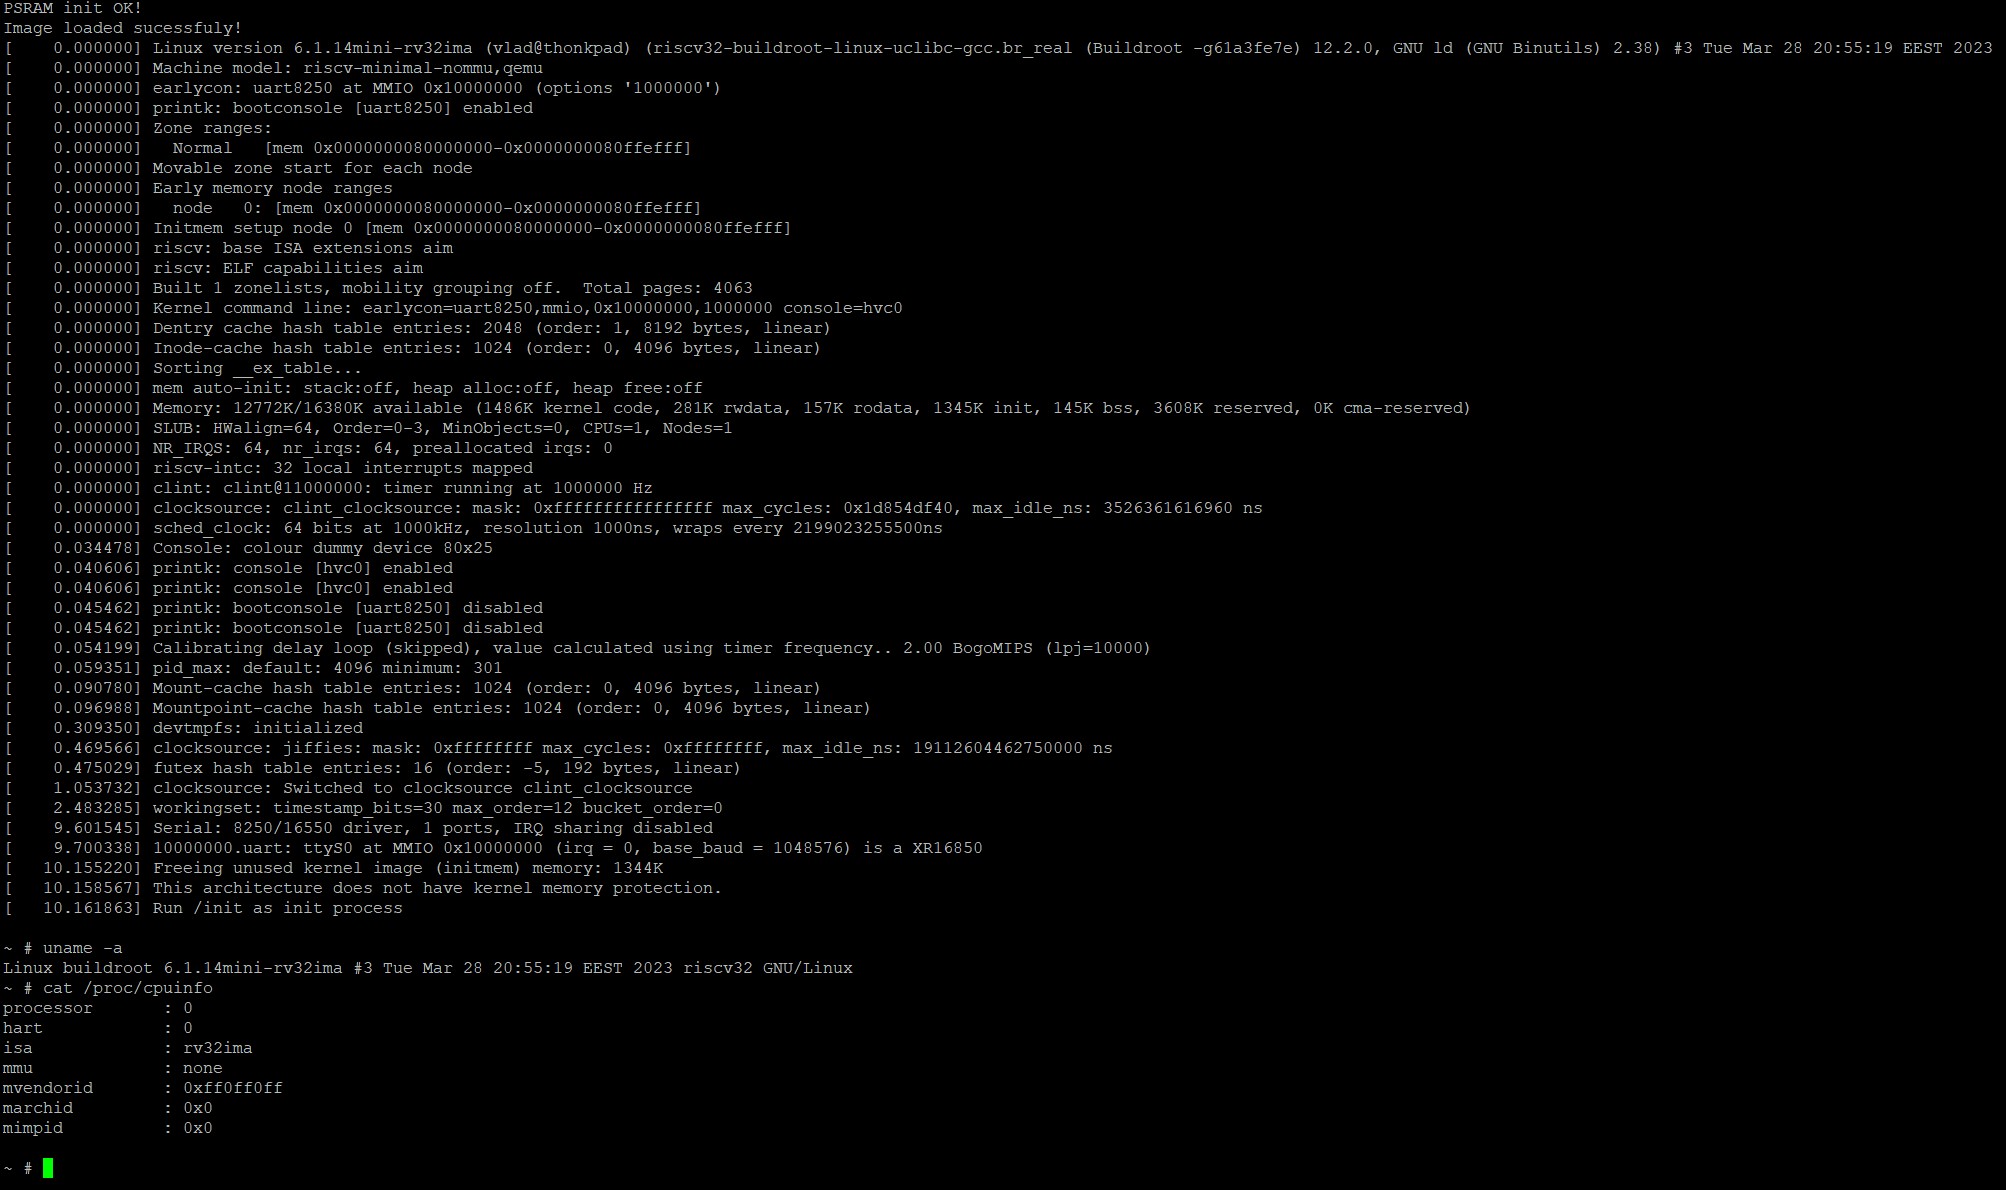 PSRAM init OK!
Image loaded sucessfuly!
[    0.000000] Linux version 6.1.14mini-rv32ima (vlad@thonkpad) (riscv32-buildroot-linux-uclibc-gcc.br_real (Buildroot -g61a3fe7e) 12.2.0, GNU ld (GNU Binutils) 2.38) #3 Tue Mar 28 20:55:19 EEST 2023
[    0.000000] Machine model: riscv-minimal-nommu,qemu
[    0.000000] earlycon: uart8250 at MMIO 0x10000000 (options '1000000')
[    0.000000] printk: bootconsole [uart8250] enabled
[    0.000000] Zone ranges:
[    0.000000]   Normal   [mem 0x0000000080000000-0x0000000080ffefff]
[    0.000000] Movable zone start for each node
[    0.000000] Early memory node ranges
[    0.000000]   node   0: [mem 0x0000000080000000-0x0000000080ffefff]
[    0.000000] Initmem setup node 0 [mem 0x0000000080000000-0x0000000080ffefff]
[    0.000000] riscv: base ISA extensions aim
[    0.000000] riscv: ELF capabilities aim
[    0.000000] Built 1 zonelists, mobility grouping off.  Total pages: 4063
[    0.000000] Kernel command line: earlycon=uart8250,mmio,0x10000000,1000000 console=hvc0
[    0.000000] Dentry cache hash table entries: 2048 (order: 1, 8192 bytes, linear)
[    0.000000] Inode-cache hash table entries: 1024 (order: 0, 4096 bytes, linear)
[    0.000000] Sorting __ex_table...
[    0.000000] mem auto-init: stack:off, heap alloc:off, heap free:off
[    0.000000] Memory: 12772K/16380K available (1486K kernel code, 281K rwdata, 157K rodata, 1345K init, 145K bss, 3608K reserved, 0K cma-reserved)
[    0.000000] SLUB: HWalign=64, Order=0-3, MinObjects=0, CPUs=1, Nodes=1
[    0.000000] NR_IRQS: 64, nr_irqs: 64, preallocated irqs: 0
[    0.000000] riscv-intc: 32 local interrupts mapped
[    0.000000] clint: clint@11000000: timer running at 1000000 Hz
[    0.000000] clocksource: clint_clocksource: mask: 0xffffffffffffffff max_cycles: 0x1d854df40, max_idle_ns: 3526361616960 ns
[    0.000000] sched_clock: 64 bits at 1000kHz, resolution 1000ns, wraps every 2199023255500ns
[    0.034478] Console: colour dummy device 80x25
[    0.040606] printk: console [hvc0] enabled
[    0.040606] printk: console [hvc0] enabled
[    0.045462] printk: bootconsole [uart8250] disabled
[    0.045462] printk: bootconsole [uart8250] disabled
[    0.054199] Calibrating delay loop (skipped), value calculated using timer frequency.. 2.00 BogoMIPS (lpj=10000)
[    0.059351] pid_max: default: 4096 minimum: 301
[    0.090780] Mount-cache hash table entries: 1024 (order: 0, 4096 bytes, linear)
[    0.096988] Mountpoint-cache hash table entries: 1024 (order: 0, 4096 bytes, linear)
[    0.309350] devtmpfs: initialized
[    0.469566] clocksource: jiffies: mask: 0xffffffff max_cycles: 0xffffffff, max_idle_ns: 19112604462750000 ns
[    0.475029] futex hash table entries: 16 (order: -5, 192 bytes, linear)
[    1.053732] clocksource: Switched to clocksource clint_clocksource
[    2.483285] workingset: timestamp_bits=30 max_order=12 bucket_order=0
[    9.601545] Serial: 8250/16550 driver, 1 ports, IRQ sharing disabled
[    9.700338] 10000000.uart: ttyS0 at MMIO 0x10000000 (irq = 0, base_baud = 1048576) is a XR16850
[   10.155220] Freeing unused kernel image (initmem) memory: 1344K
[   10.158567] This architecture does not have kernel memory protection.
[   10.161863] Run /init as init process
~ # uname -a
Linux buildroot 6.1.14mini-rv32ima #3 Tue Mar 28 20:55:19 EEST 2023 riscv32 GNU/Linux
~ # cat /proc/cpuinfo
processor       : 0
hart            : 0
isa             : rv32ima
mmu             : none
mvendorid       : 0xff0ff0ff
marchid         : 0x0
mimpid          : 0x0
~ #